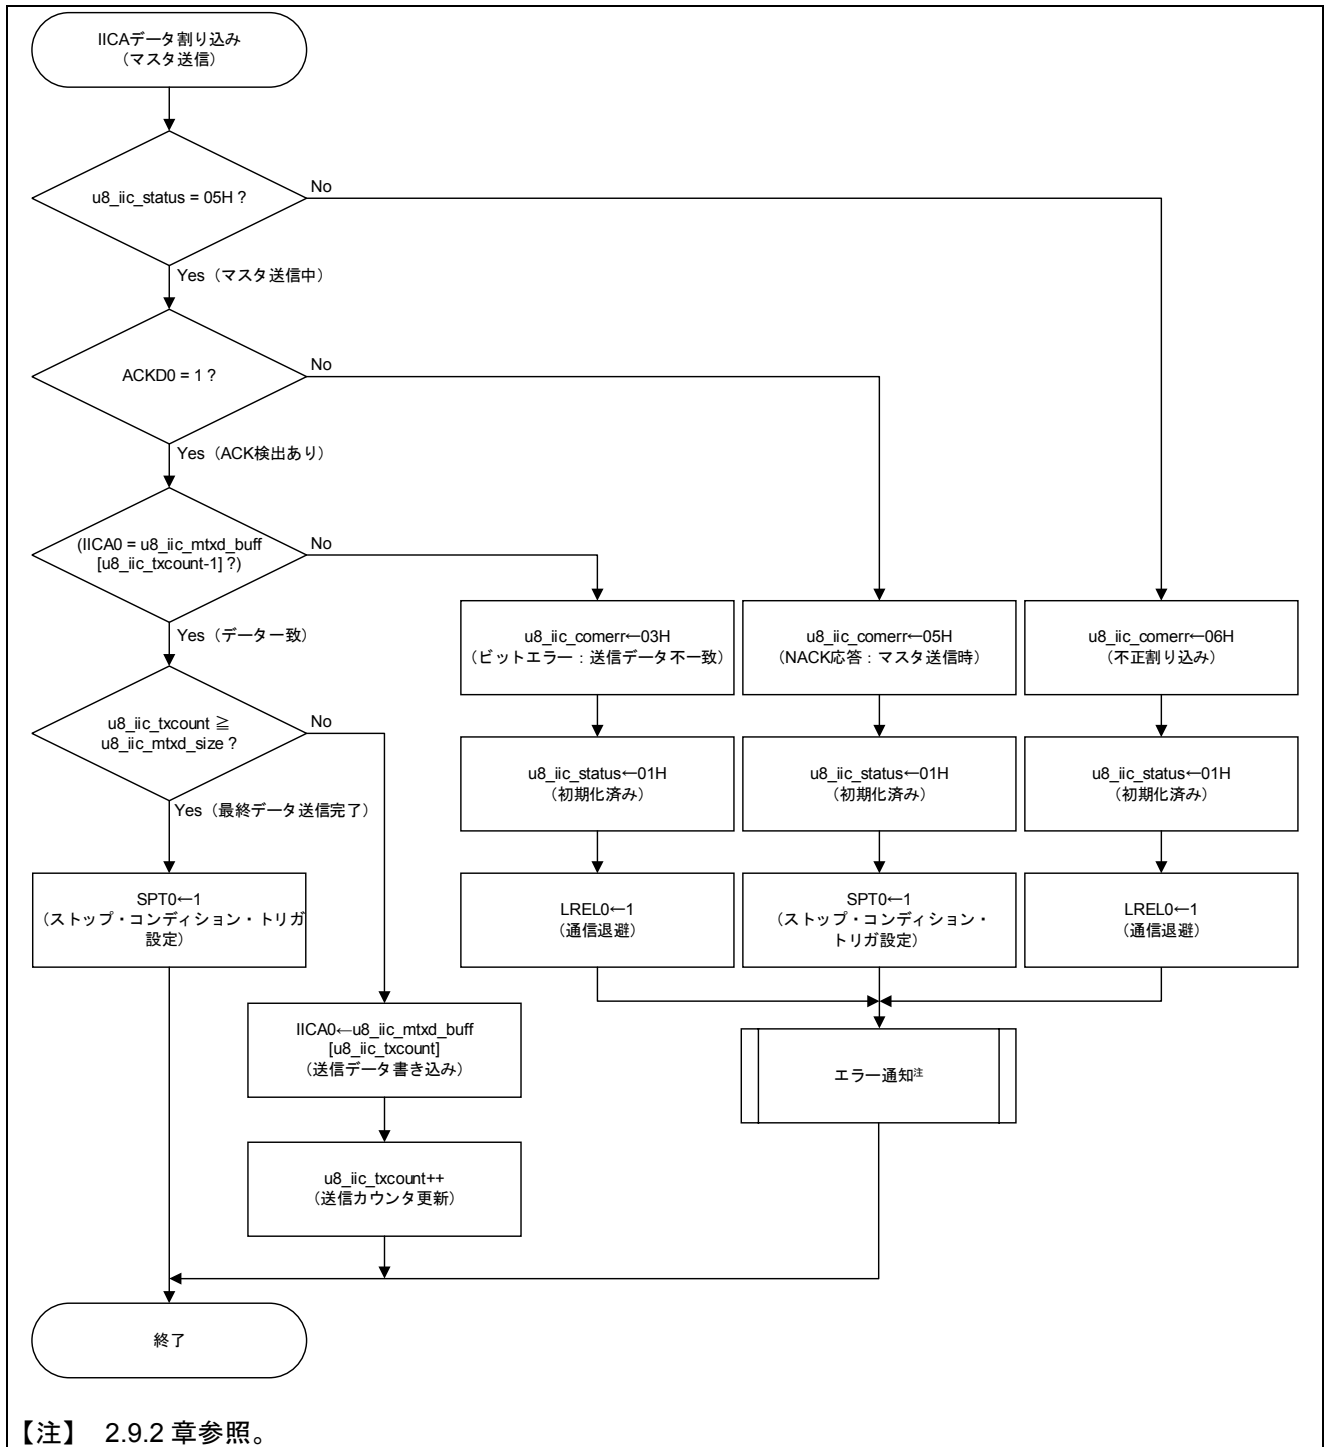 IICAデータ割り込み
（マスタ送信）
u8_iic_status = 05H ?
No
Yes（マスタ送信中）
ACKD0 = 1 ?
No
Yes（ACK検出あり）
(IICA0 = u8_iic_mtxd_buff
[u8_iic_txcount-1] ?)
No
Yes（データ一致）
u8_iic_comerr←03H
（ビットエラー：送信データ不一致）
u8_iic_comerr←05H
（NACK応答：マスタ送信時）
u8_iic_comerr←06H
（不正割り込み）
u8_iic_txcount ≧
u8_iic_mtxd_size ?
No
Yes（最終データ送信完了）
u8_iic_status←01H
（初期化済み）
u8_iic_status←01H
（初期化済み）
u8_iic_status←01H
（初期化済み）
SPT0←1
（ストップ・コンディション・トリガ
設定）
LREL0←1
（通信退避）
SPT0←1
（ストップ・コンディション・
トリガ設定）
LREL0←1
（通信退避）
IICA0←u8_iic_mtxd_buff
[u8_iic_txcount]
（送信データ書き込み）
エラー通知注
u8_iic_txcount++
（送信カウンタ更新）
終了
【注】 2.9.2 章参照。